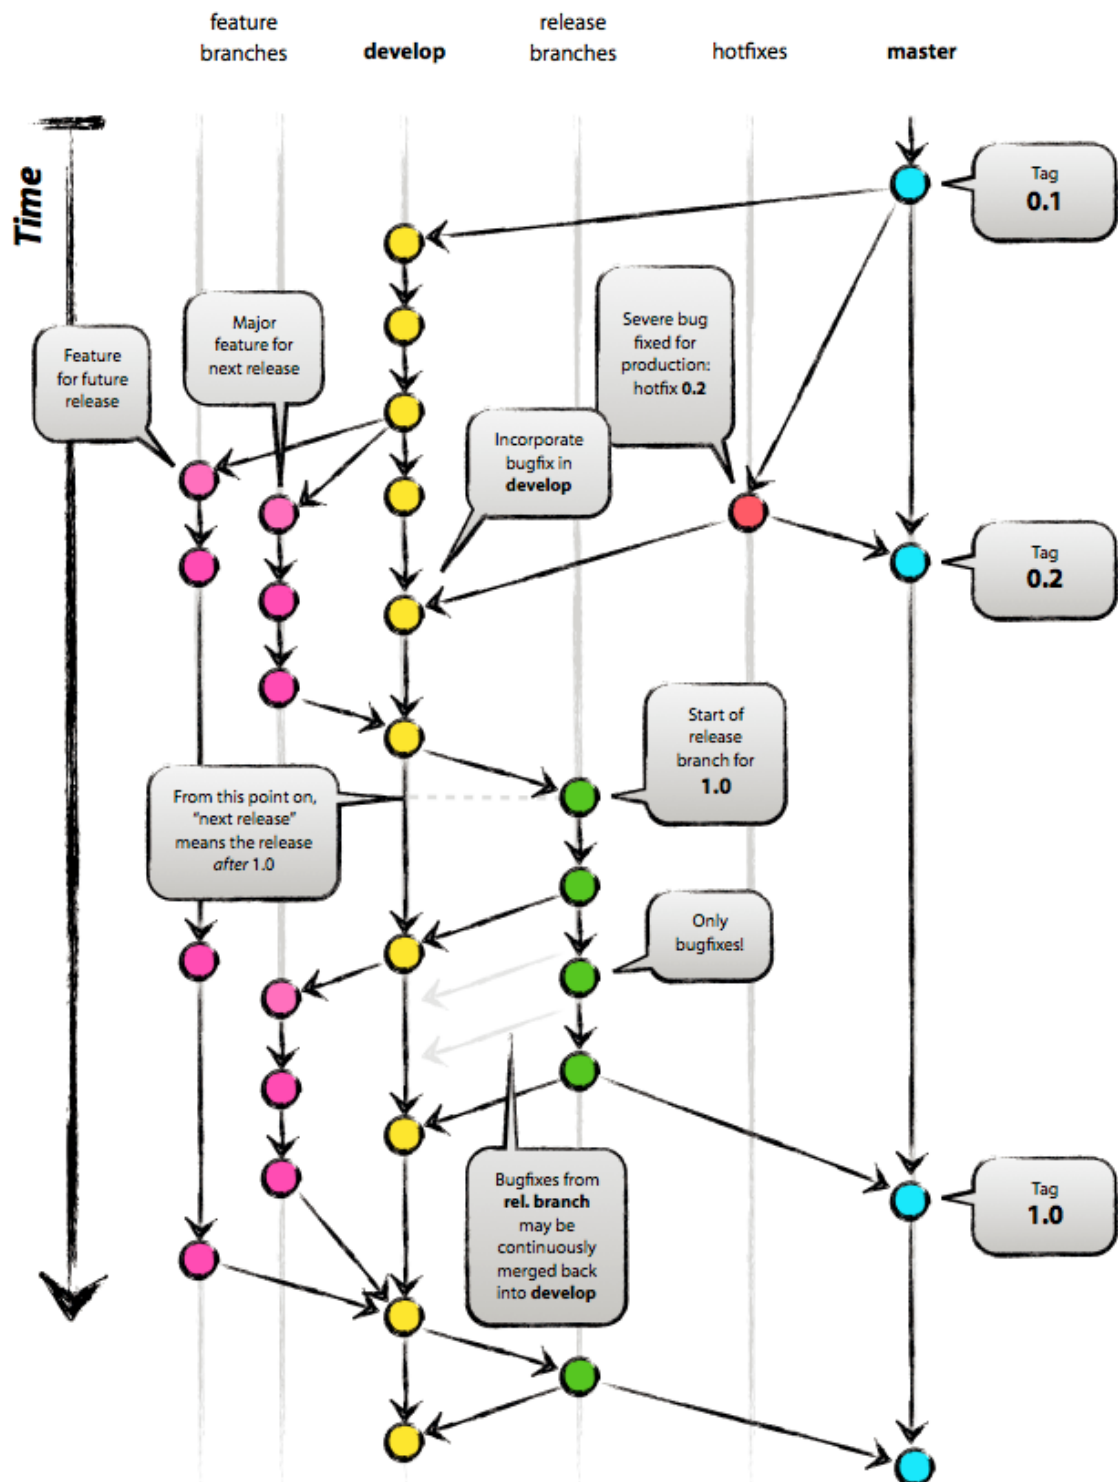 feature
branches
develop
release
branches
hotfixes
master
Time
Tag
0.1
Major
feature for
next release
Severe bug
fixed for
production:
hotfix 0.2
Feature
for future
release
Incorporate
bugfix in
develop
Tag
0.2
Start of
release
branch for
1.0
From this point on,
“next release”
means the release
after 1.0
Only
bugfixes!
Bugfixes from
rel. branch
may be
continuously
merged back
into develop
Tag
1.0